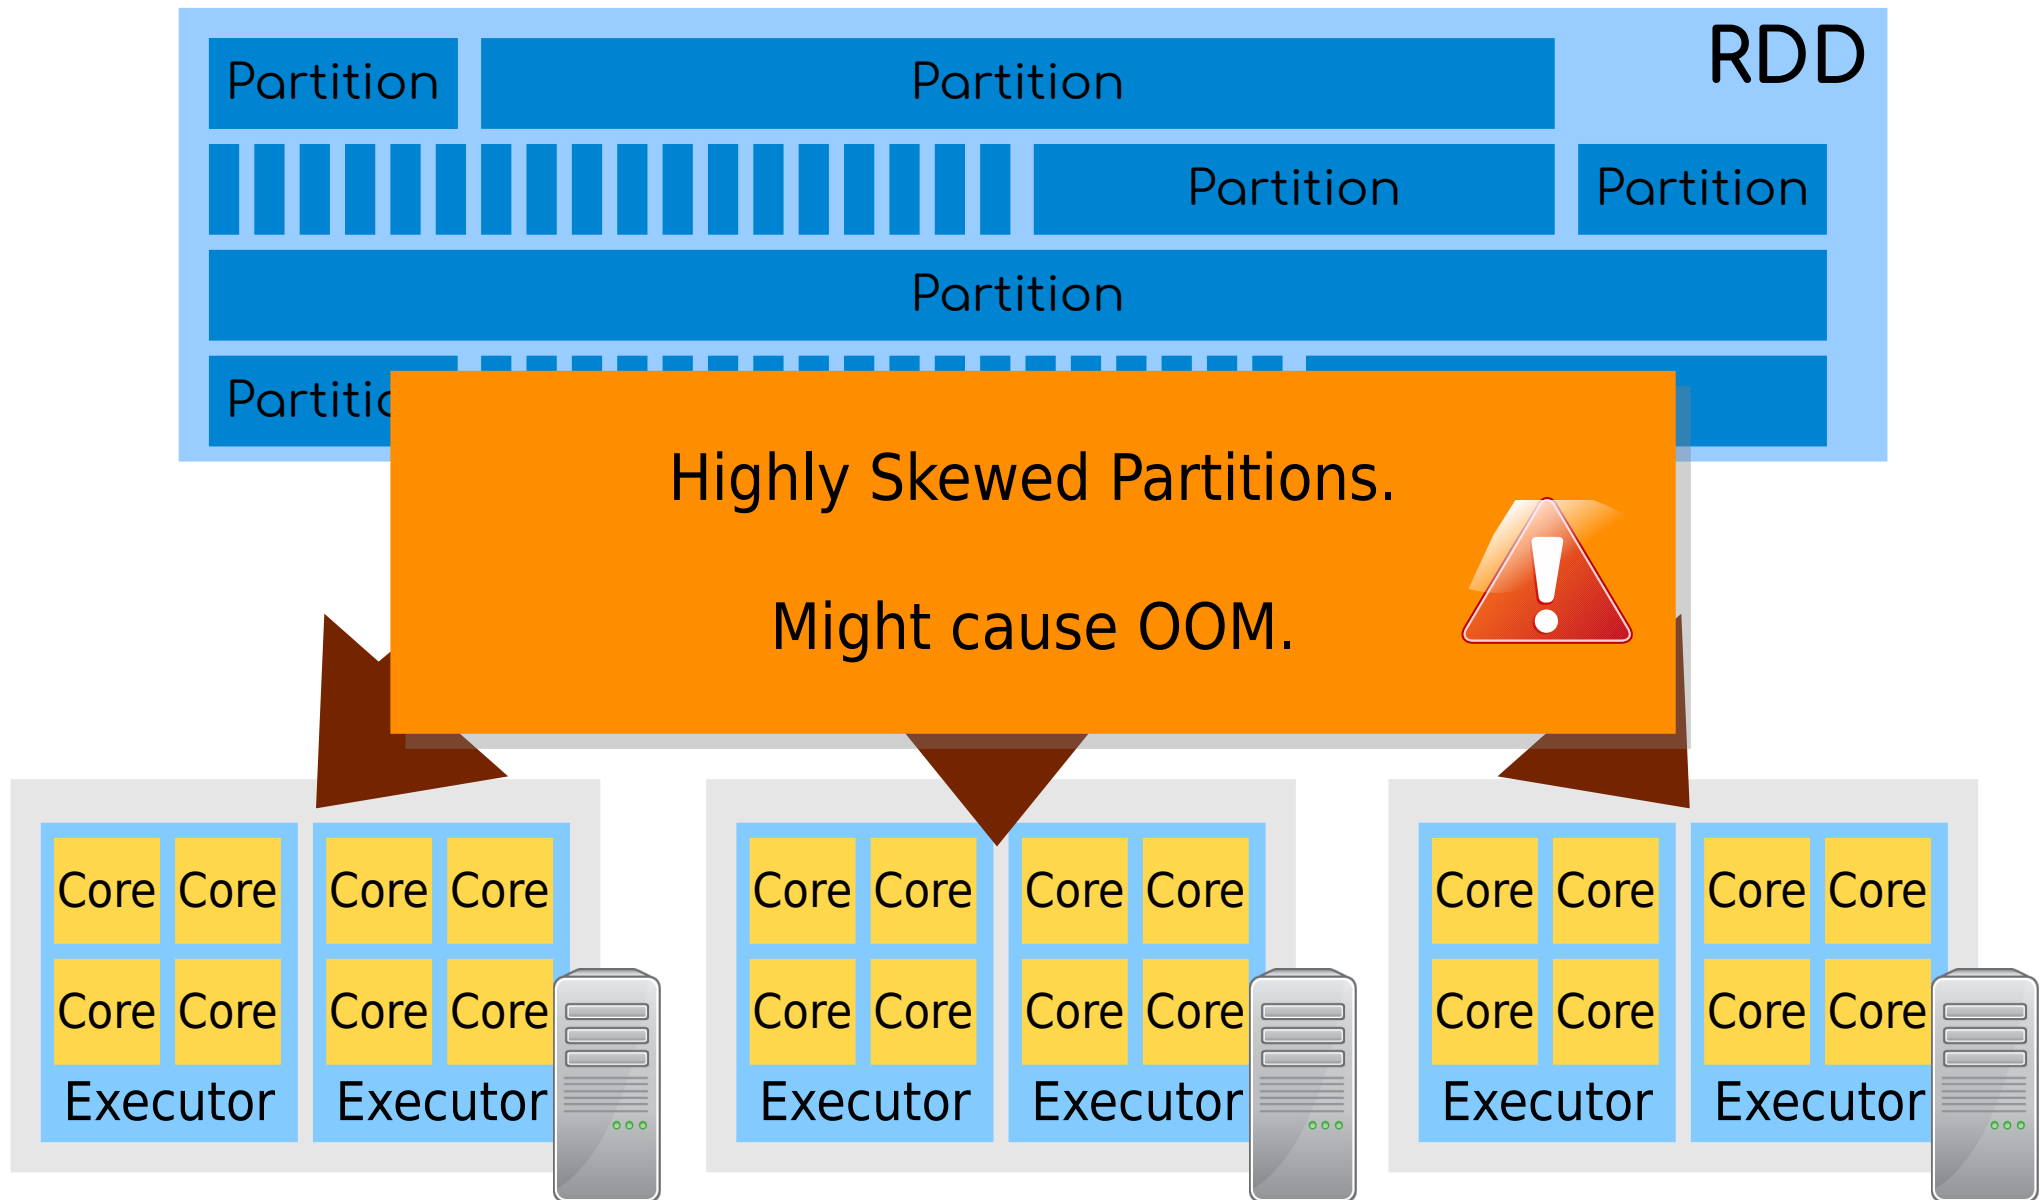 RDD
Partition Partition
Partition Partition
Partition
Partitio
Highly Skewed Partitions.
Might cause OOM.
Core Core Core Core Core Core Core Core Core Core Core Core
Core Core Core Core Core Core Core Core Core Core Core Core
Executor Executor Executor Executor Executor Executor